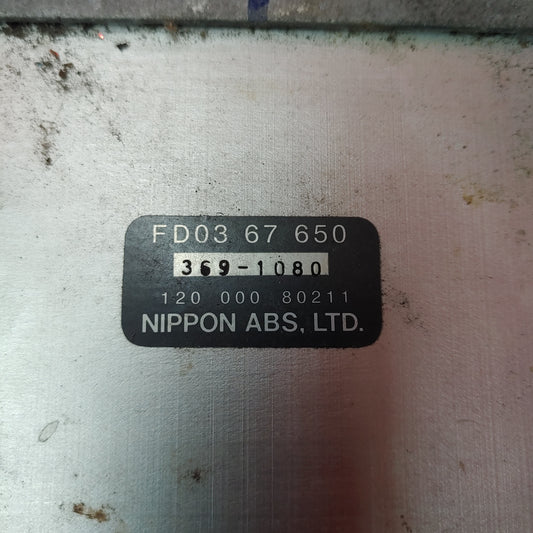 FD03 67 650
369-1080
120 000 80211
NIPPON ABS, LTD.